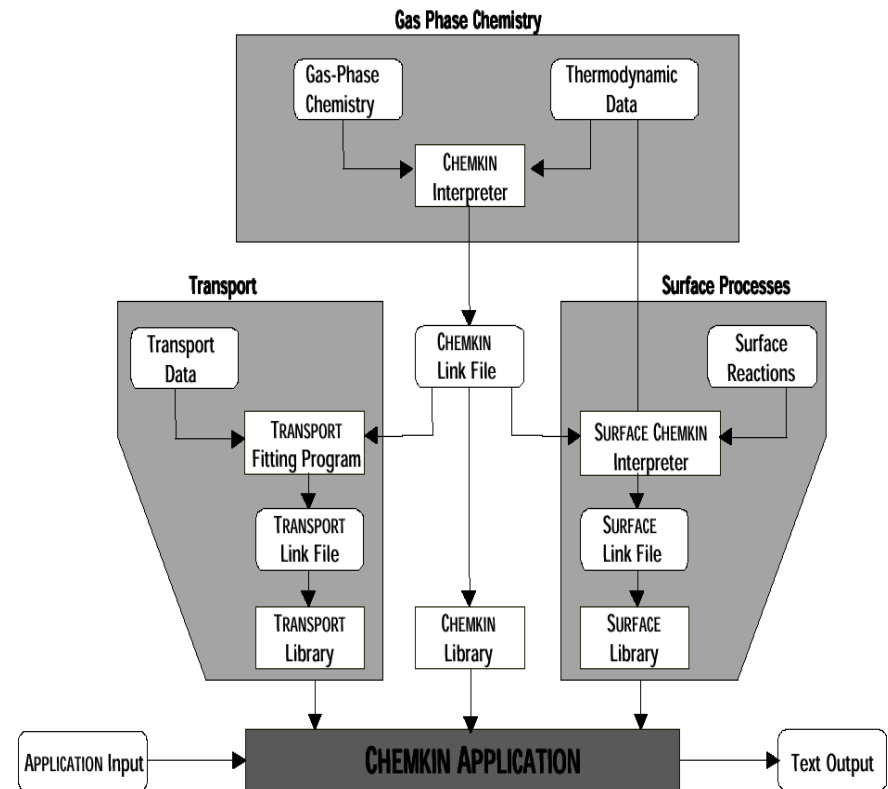 Gas Phase Chemistry
Gas-Phase
Chemistry
Thermodynamic
Data
CHEMKIN
Interpreter
Transport
Surface Processes
Transport
Data
CHEMKIN
Link File
Surface
Reactions
TRANSPORT
Fitting Program
SURFACE CHEMKIN
Interpreter
TRANSPORT
Link File
SURFACE
Link File
TRANSPORT
Library
CHEMKIN
Library
SURFACE
Library
APPLICATION Input
CHEMKIN APPLICATION
Text Output